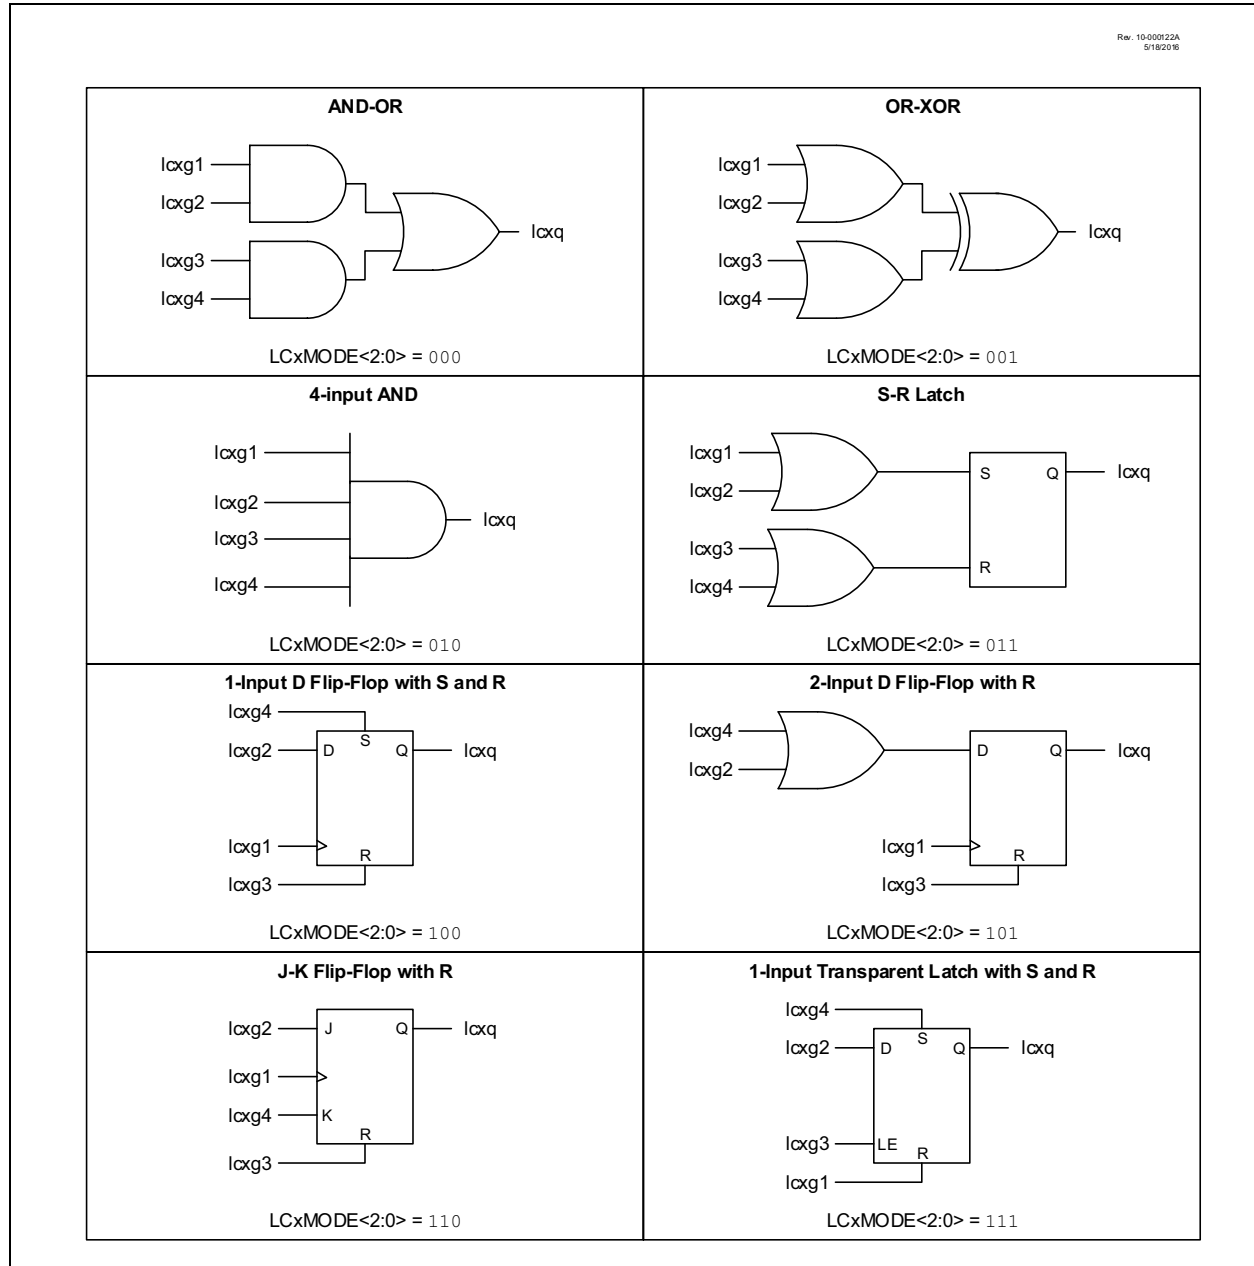 Rev. 10-000122A
5/18/2016
AND-OR
lcxg1
lcxg2
lcxg3
lcxg4
lcxq
LCxMODE<2:0> = 000
OR-XOR
lcxg1
lcxg2
lcxg3
lcxg4
lcxq
LCxMODE<2:0> = 001
4-input AND
lcxg1
lcxg2
lcxg3
lcxg4
lcxq
LCxMODE<2:0> = 010
S-R Latch
lcxg1
lcxg2
lcxg3
lcxg4
S Q
lcxq
R
LCxMODE<2:0> = 011
1-Input D Flip-Flop with S and R
lcxg4
S
lcxg2 D Q lcxq
lcxg1
R
lcxg3
LCxMODE<2:0> = 100
2-Input D Flip-Flop with R
lcxg4
lcxg2
D Q lcxq
lcxg1
R
lcxg3
LCxMODE<2:0> = 101
J-K Flip-Flop with R
lcxg2 J Q lcxq
lcxg1
lcxg4 K
R
lcxg3
LCxMODE<2:0> = 110
1-Input Transparent Latch with S and R
lcxg4
S
lcxg2 D Q lcxq
lcxg3 LE
R
lcxg1
LCxMODE<2:0> = 111